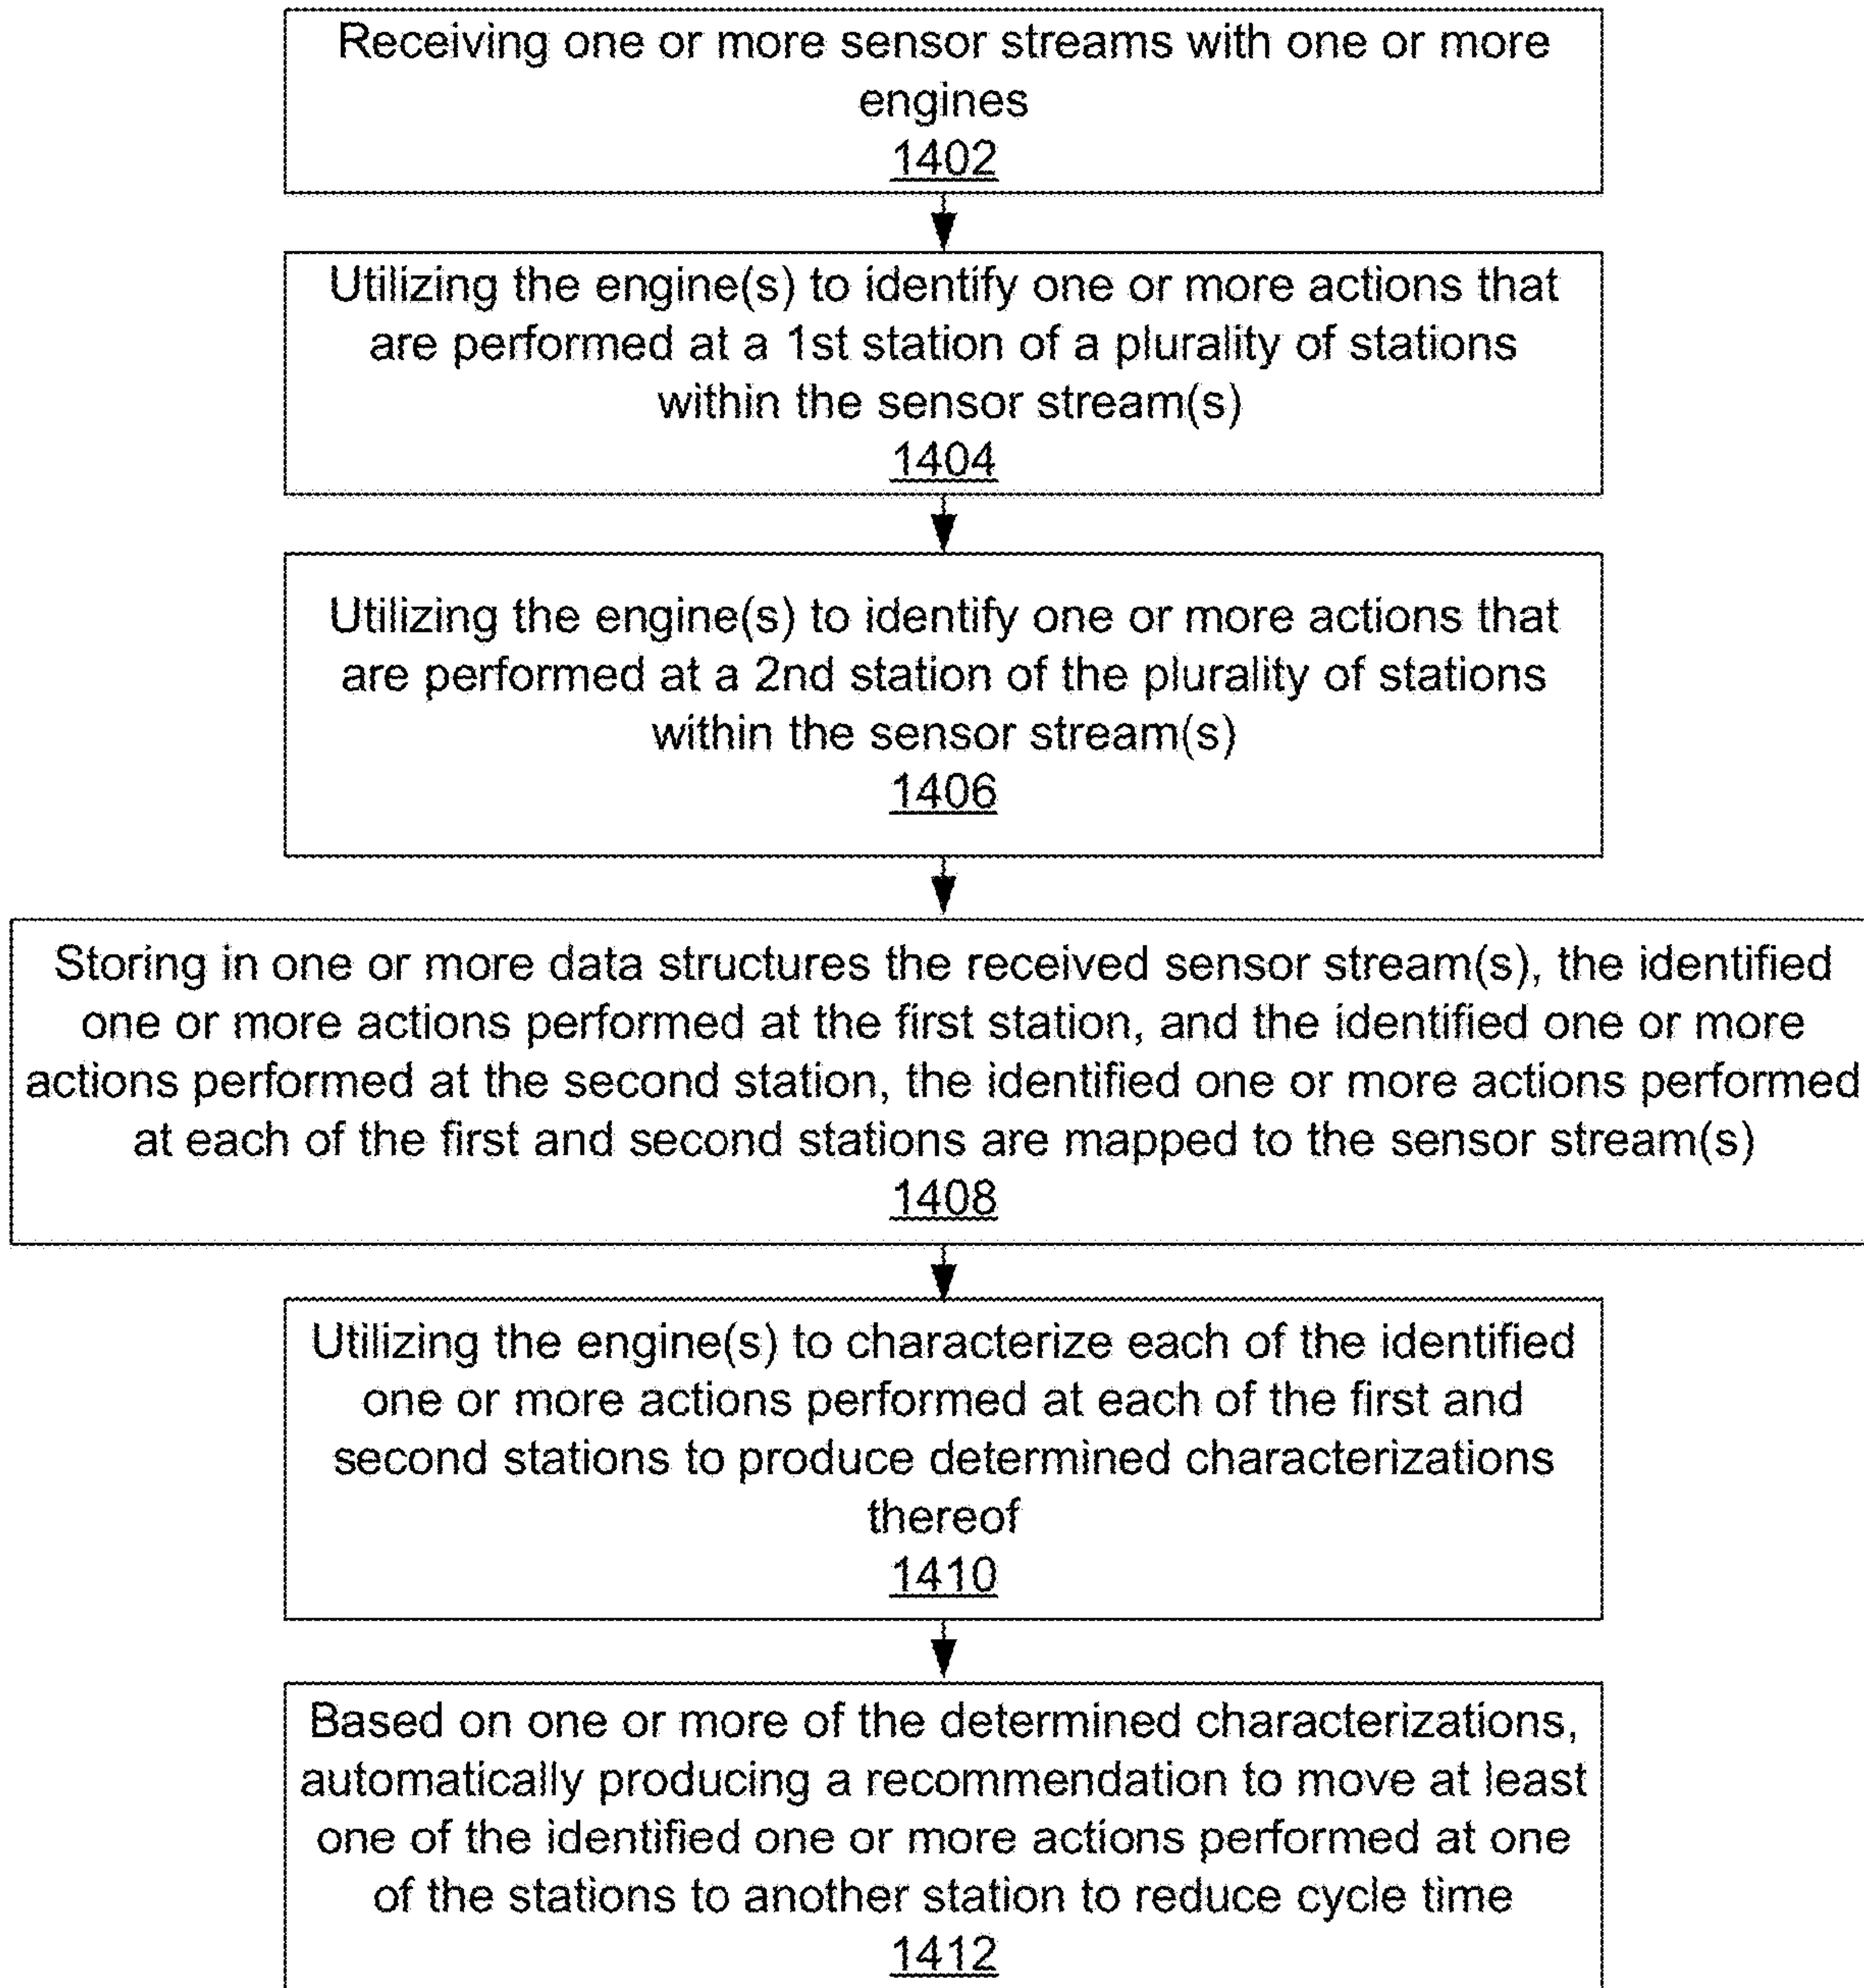 Receiving one or more sensor streams with one or more
engines
1402
Utilizing the engine(s) to identify one or more actions that
are performed at a 1st station of a plurality of stations
within the sensor stream(s)
1404
Utilizing the engine(s) to identify one or more actions that
are performed at a 2nd station of the plurality of stations
within the sensor stream(s)
1406
Storing in one or more data structures the received sensor stream(s), the identified
one or more actions performed at the first station, and the identified one or more
actions performed at the second station, the identified one or more actions performed
at each of the first and second stations are mapped to the sensor stream(s)
1408
Utilizing the engine(s) to characterize each of the identified
one or more actions performed at each of the first and
second stations to produce determined characterizations
thereof
1410
Based on one or more of the determined characterizations,
automatically producing a recommendation to move at least
one of the identified one or more actions performed at one
of the stations to another station to reduce cycle time
1412